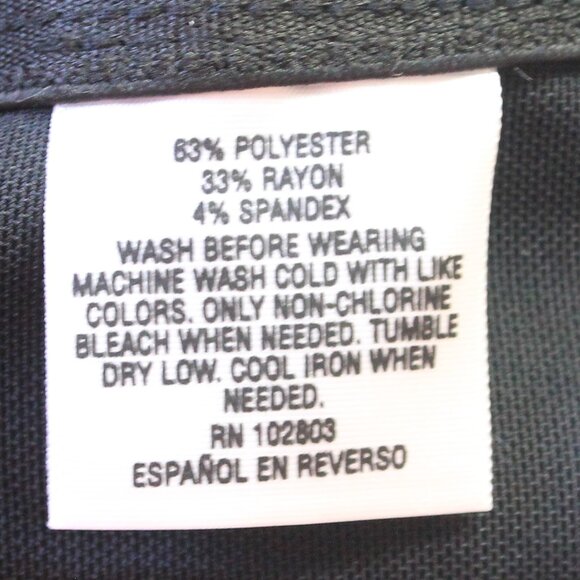 63% POLYESTER
33% RAYON
4% SPANDEX
WASH BEFORE WEARING
MACHINE WASH COLD WITH LIKE
COLORS. ONLY NON-CHLORINE
BLEACH WHEN NEEDED. TUMBLE
DRY LOW. COOL IRON WHEN
NEEDED.
RN 102803
ESPAÑOL EN REVERSO